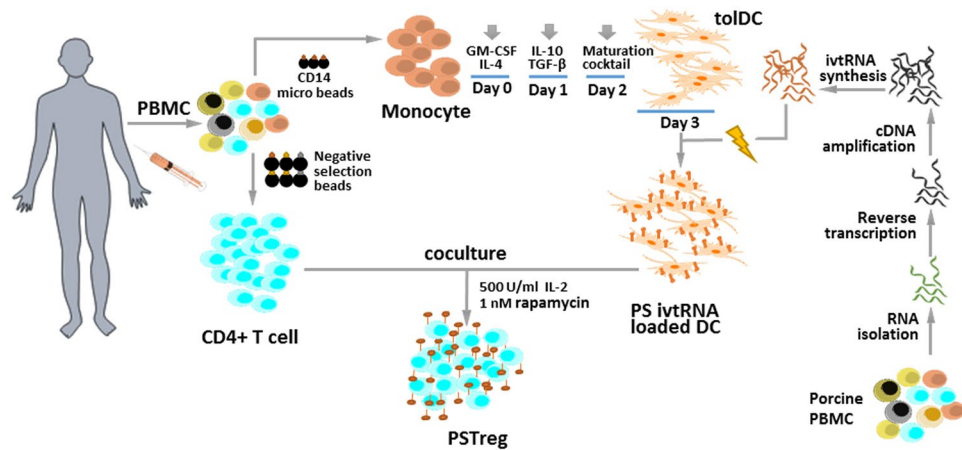 PBMC
CD14
micro beads
Monocyte
GM-CSF
IL-4
Day 0
IL-10
TGF-β
Day 1
Maturation
cocktail
Day 2
tolDC
Day 3
ivtRNA
synthesis
cDNA
amplification
Reverse
transcription
RNA
isolation
Porcine
PBMC
Negative
selection
beads
CD4+ T cell
coculture
500 U/ml IL-2
1 nM rapamycin
PS ivtRNA
loaded DC
PSTreg